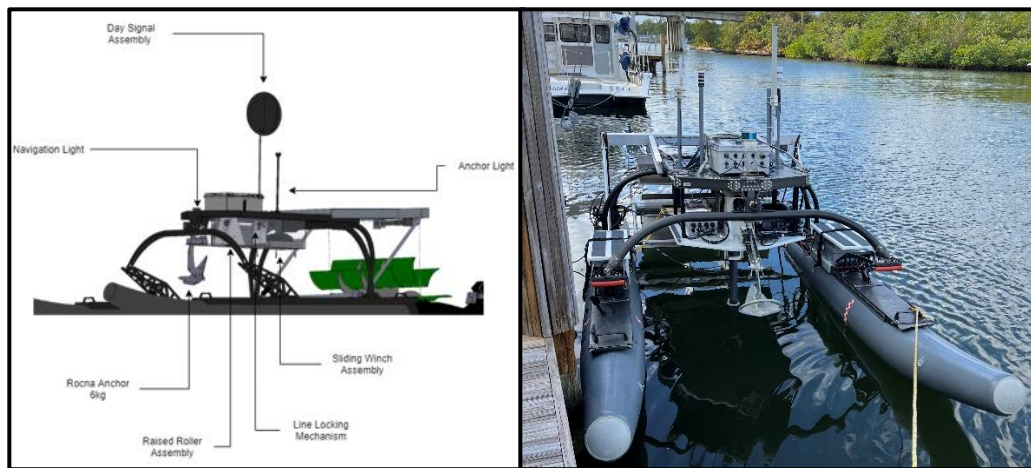 Day Signal
Assembly
Navigation Light
Anchor Light
Sliding Winch
Assembly
Rocna Anchor
6kg
Line Locking
Mechanism
Raised Roller
Assembly